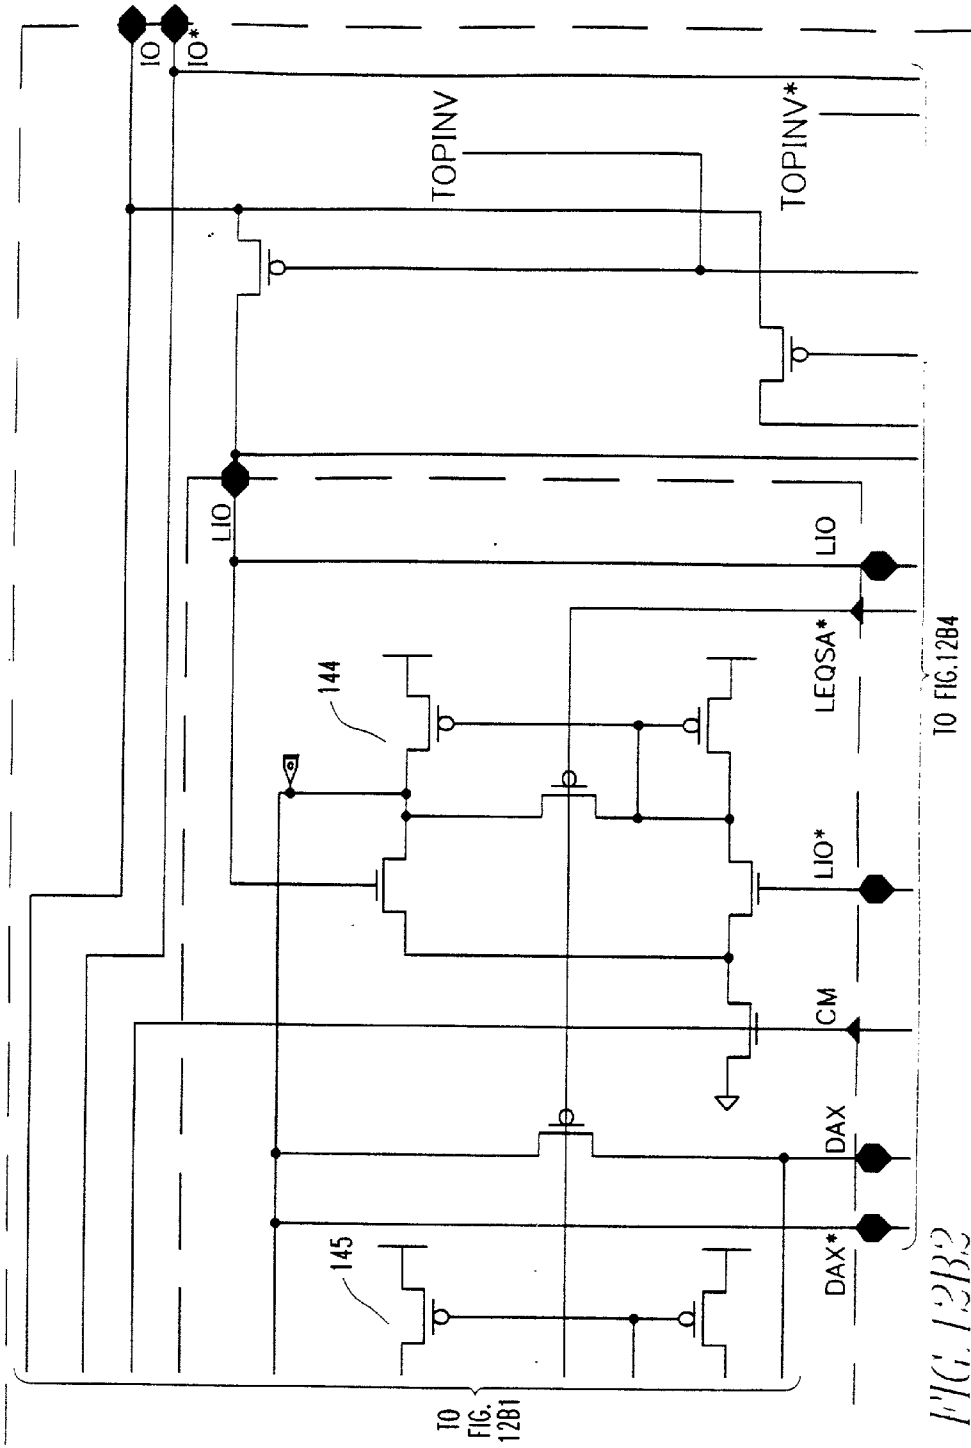 IO
IO*
TOPINV
TOPINV*
LIO
LIO
LEQSA*
144
LIO*
CM
DAX
DAX*
145
TO
FIG.
12B1
TO FIG.12B4
FIG. 12B2